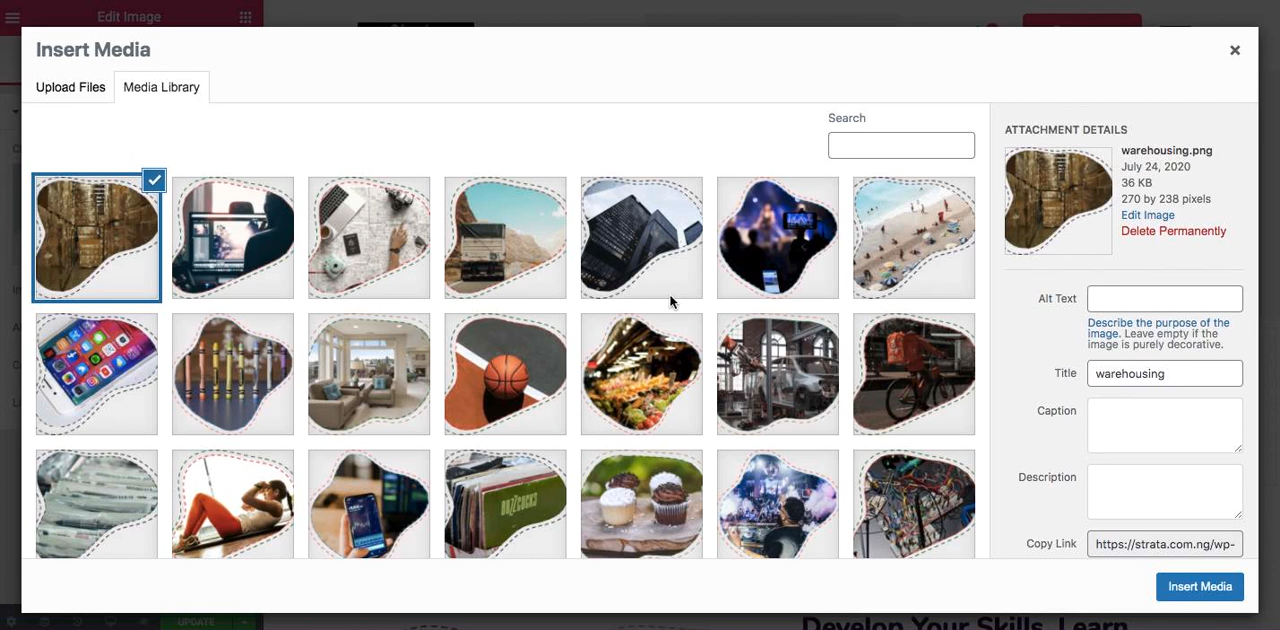 Edit Image
Insert Media
Upload Files
Media Library
Search
ATTACHMENT DETAILS
warehousing.png
July 24, 2020
36 KB
270 by 238 pixels
Edit Image
Delete Permanently
Alt Text
Describe the purpose of the
image. Leave empty if the
image is purely decorative.
Title
warehousing
Caption
Description
BUZZCOCKS
Copy Link
https://strata.com.ng/wp-
Insert Media
UPDATE
Develop Your Skills, Learn